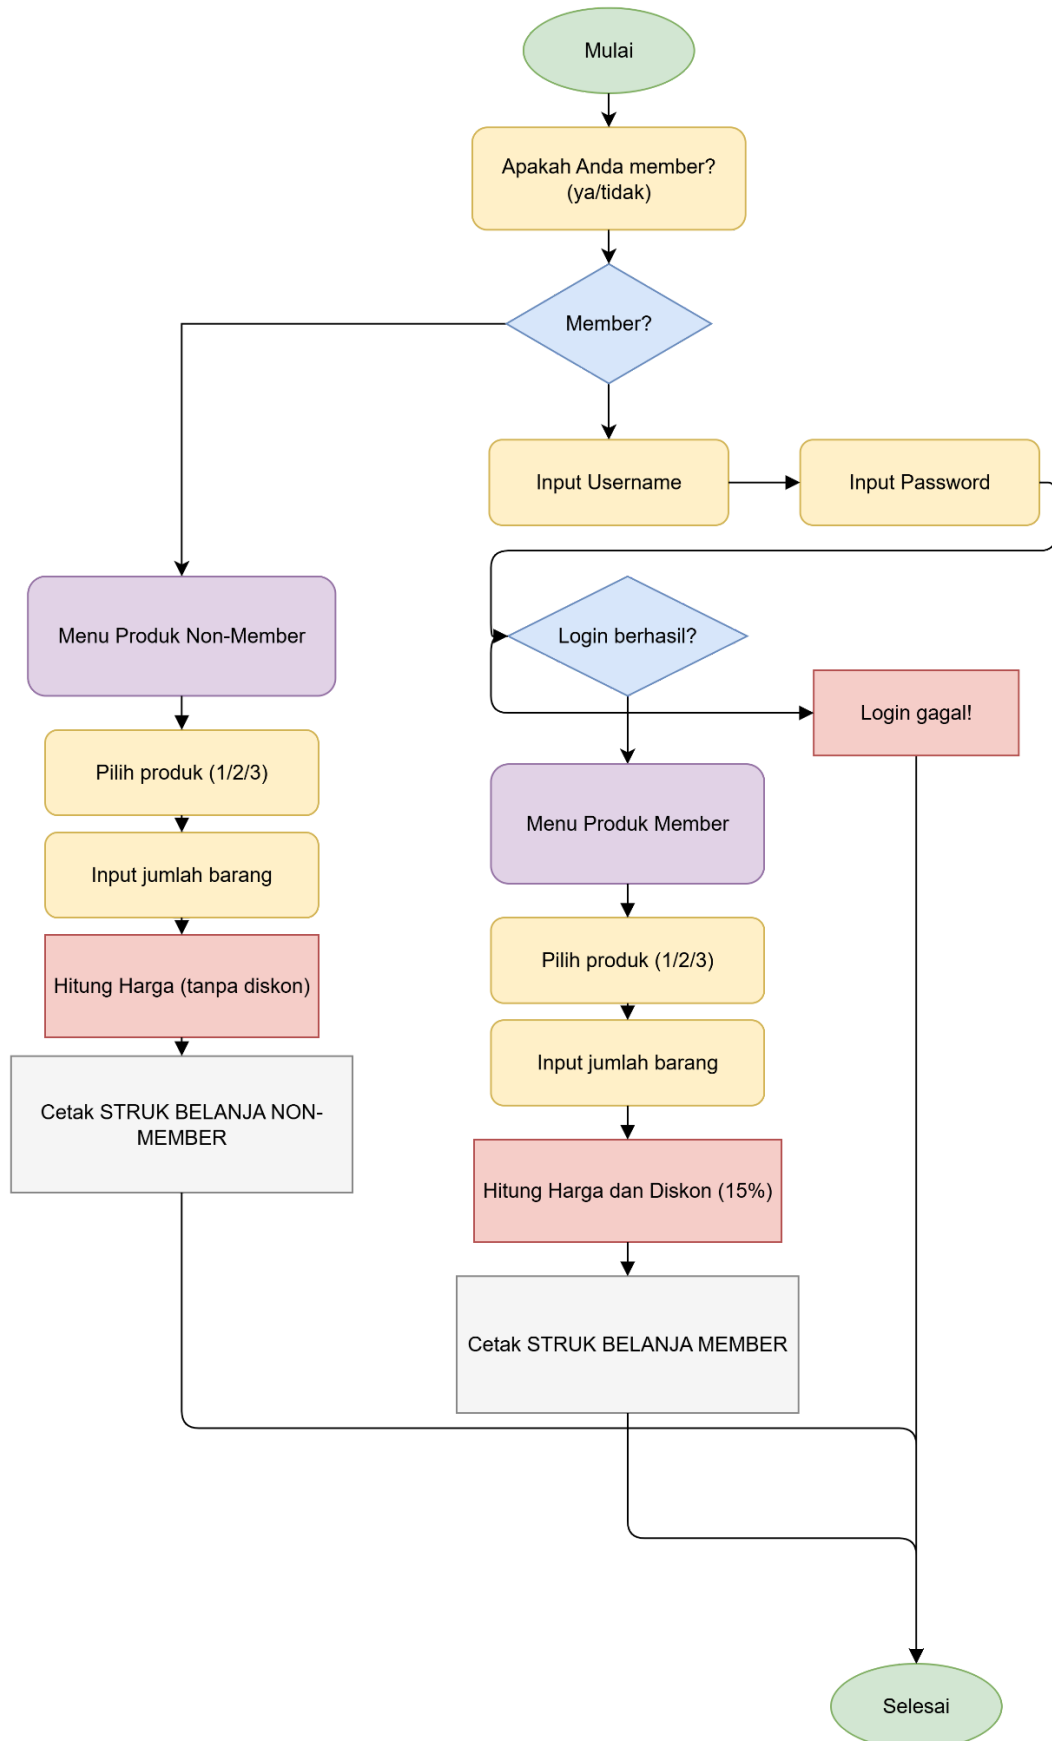 Mulai
Apakah Anda member?
(ya/tidak)
Member?
Input Username
Input Password
Menu Produk Non-Member
Login berhasil?
Login gagal!
Pilih produk (1/2/3)
Input jumlah barang
Hitung Harga (tanpa diskon)
Cetak STRUK BELANJA NON-
MEMBER
Menu Produk Member
Pilih produk (1/2/3)
Input jumlah barang
Hitung Harga dan Diskon (15%)
Cetak STRUK BELANJA MEMBER
Selesai